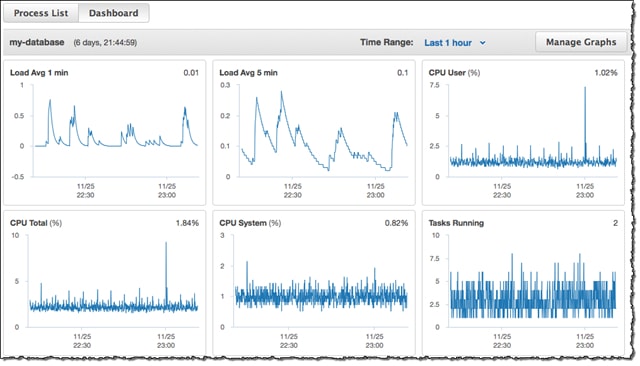 Process List Dashboard
my-database (6 days, 21:44:59) Time Range: Last 1 hour Manage Graphs
Load Avg 1 min 0.01 Load Avg 5 min 0.1 CPU User (%) 1.02%
1 0.3 7.5
0.5 0.2 5
0 0.1 2.5
-0.5 0 0
11/25 11/25 11/25 11/25 11/25 11/25
22:30 23:00 22:30 23:00 22:30 23:00
CPU Total (%) 1.84% CPU System (%) 0.82% Tasks Running 2
10 3 10
7.5
5 2 5
1 2.5
0 0 0
11/25 11/25 11/25 11/25 11/25 11/25
22:30 23:00 22:30 23:00 22:30 23:00